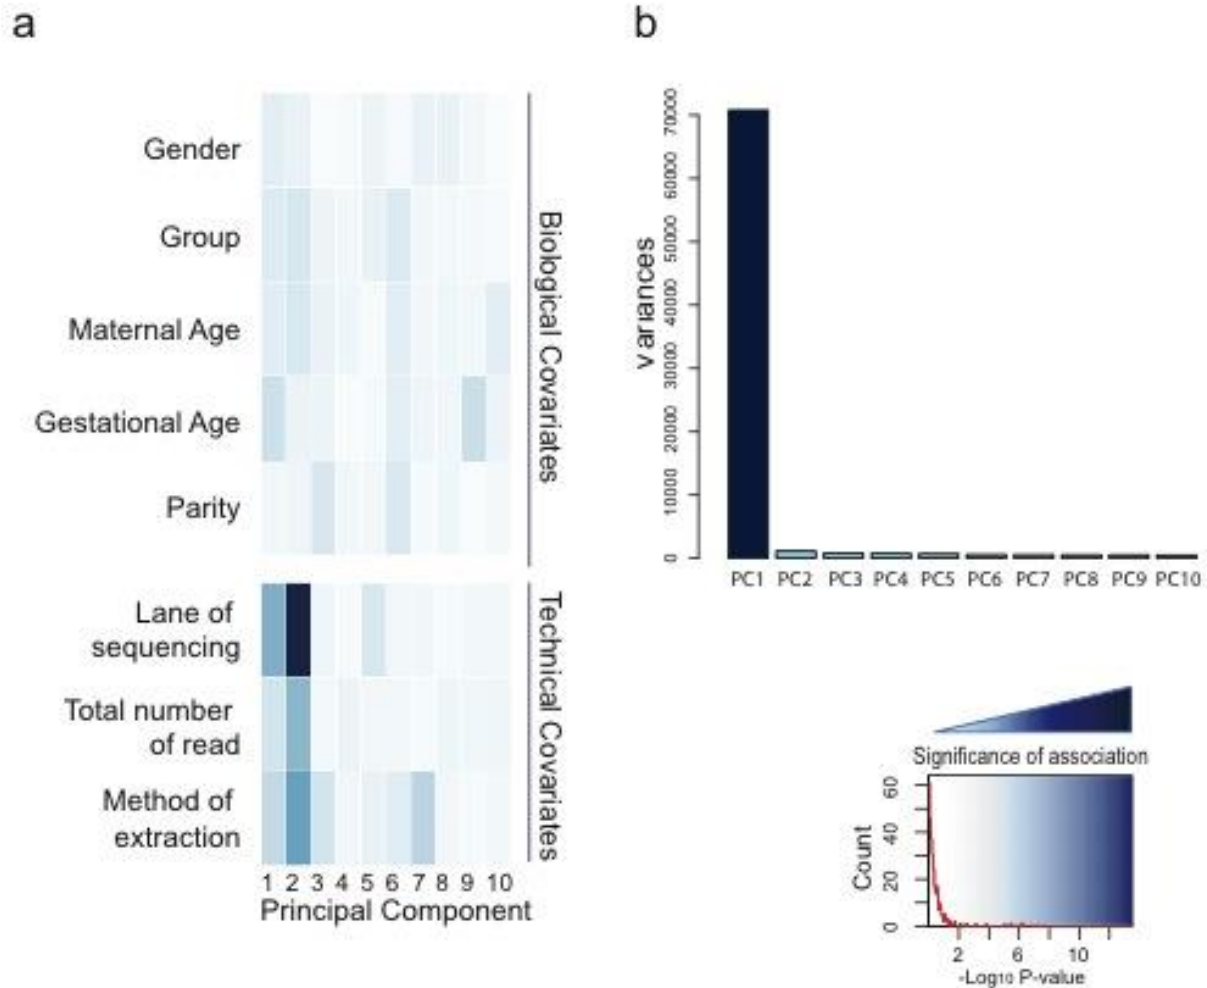 a
Gender
Group
Maternal Age
Gestational Age
Parity
Biological Covariates
Lane of
sequencing
Total number
of read
Method of
extraction
Technical Covariates
1 2 3 4 5 6 7 8 9 10
Principal Component
b
variances
70000
60000
50000
40000
30000
20000
10000
0
PC1 PC2 PC3 PC4 PC5 PC6 PC7 PC8 PC9 PC10
Significance of association
Count
60
40
20
0
2 6 10
-Log10 P-value